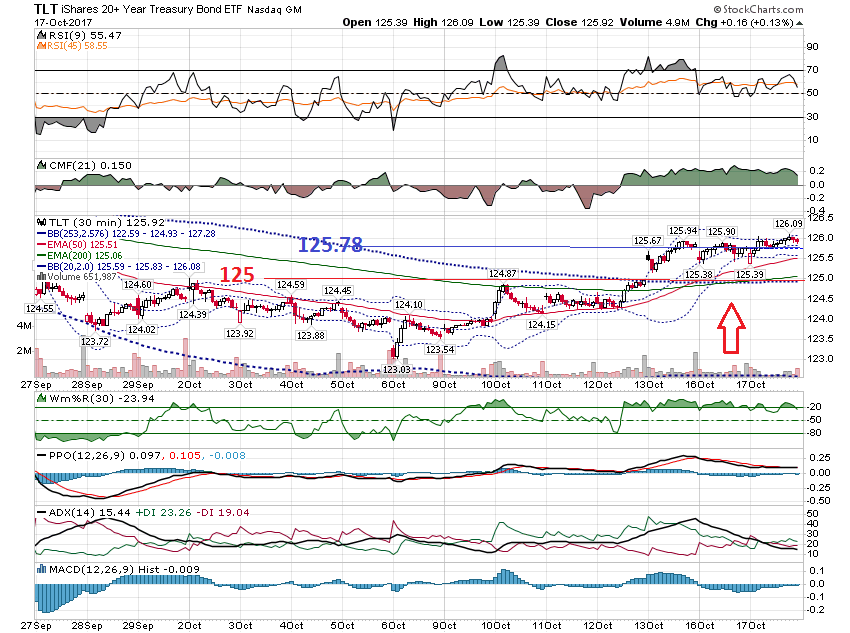 TLT iShares 20+ Year Treasury Bond ETF Nasdaq GM © StockCharts.com
17-Oct-2017 Open 125.39 High 126.09 Low 125.39 Close 125.92 Volume 4.9M Chg +0.16 (+0.13%)
RSI(9) 55.47
RSI(45) 58.55
90
70
50
30
10
CMF(21) 0.150
0.2
0.0
-0.2
TLT (30 min) 125.92
BB(253,2.576) 122.59 - 124.93 - 127.28
EMA(50) 125.51
EMA(200) 125.06
BB(20,2.0) 125.59 - 125.83 - 126.08
Volume 651,987
125.78
125
126.5
126.0
125.5
125.0
124.5
124.0
123.5
123.0
4M
2M
124.55
123.72
124.60
124.02
124.39
123.92
124.59
123.88
124.45
123.03
124.10
123.54
124.87
124.15
125.67
125.94
125.38
125.90
125.39
126.09
27Sep 28Sep 29Sep 2Oct 3Oct 4Oct 5Oct 6Oct 9Oct 10Oct 11Oct 12Oct 13Oct 16Oct 17Oct
Wm%R(30) -23.94
-20
-50
-80
PPO(12,26,9) 0.097, 0.105, -0.008
0.25
0.00
-0.25
-0.50
ADX(14) 15.44 +DI 23.26 -DI 19.04
50
40
30
20
10
MACD(12,26,9) Hist -0.009
0.1
0.0
-0.1
-0.2
27Sep 28Sep 29Sep 2Oct 3Oct 4Oct 5Oct 6Oct 9Oct 10Oct 11Oct 12Oct 13Oct 16Oct 17Oct